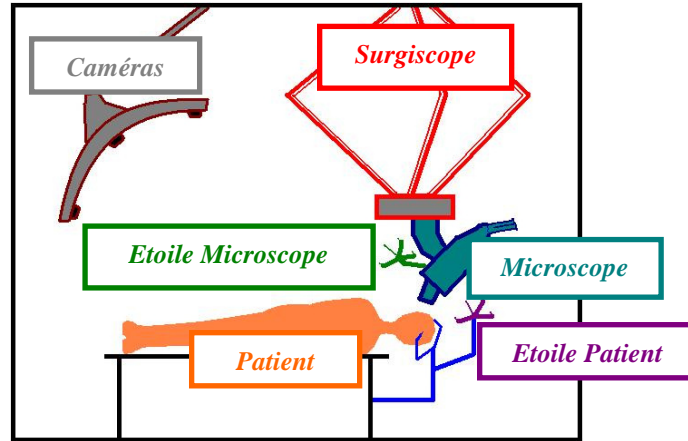 Caméras
Surgiscope
Etoile Microscope
Microscope
Patient
Etoile Patient